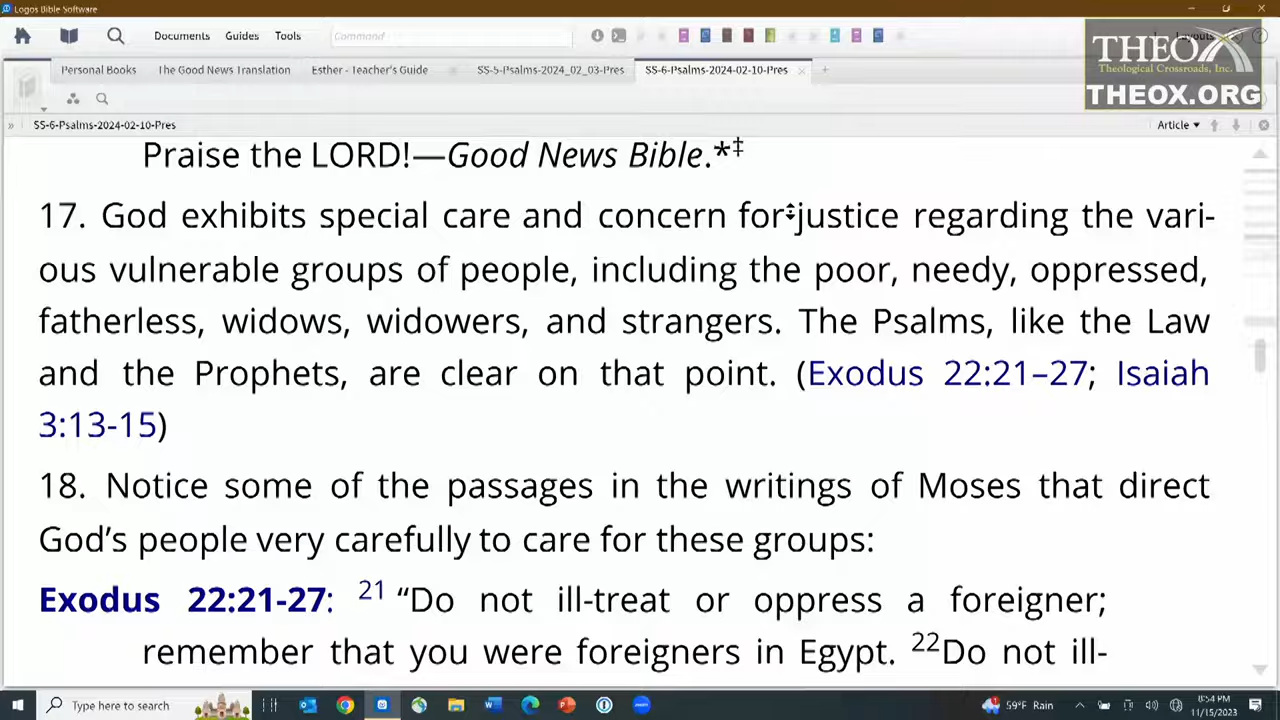 Logos Bible Software
Documents Guides Tools Command
THEOX
Theological Crossroads, Inc.
THEOX.ORG
Personal Books The Good News Translation Esther - Teacher Guid SS-5-Psalms-2024_02_03-Pres SS-6-Psalms-2024-02-10-Pres +
» SS-6-Psalms-2024-02-10-Pres Article
Praise the LORD!—Good News Bible.*‡
17. God exhibits special care and concern for justice regarding the vari-
ous vulnerable groups of people, including the poor, needy, oppressed,
fatherless, widows, widowers, and strangers. The Psalms, like the Law
and the Prophets, are clear on that point. (Exodus 22:21–27; Isaiah
3:13-15)
18. Notice some of the passages in the writings of Moses that direct
God’s people very carefully to care for these groups:
Exodus 22:21-27: 21 “Do not ill-treat or oppress a foreigner;
remember that you were foreigners in Egypt. 22Do not ill-
Type here to search 59°F Rain 8:54 PM
11/15/2023